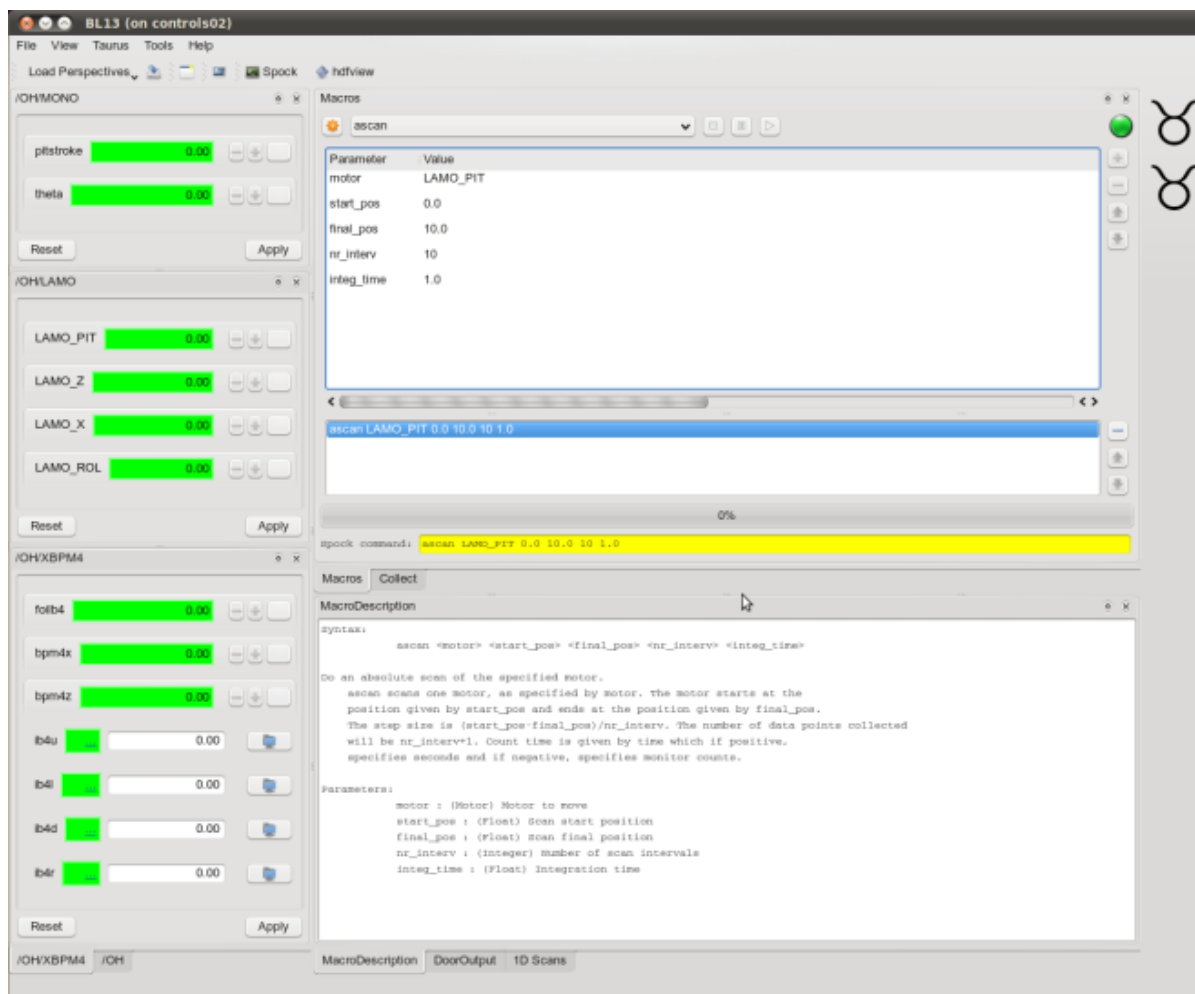 BL13 (on controls02)
File View Taurus Tools Help
Load Perspectives Spock hdfview
/OH/MONO
pitstroke 0.00
theta 0.00
Reset Apply
/OH/LAMO
LAMO_PIT 0.00
LAMO_Z 0.00
LAMO_X 0.00
LAMO_ROL 0.00
Reset Apply
/OH/XBPM4
foilb4 0.00
bpm4x 0.00
bpm4z 0.00
ib4u ... 0.00
ib4l ... 0.00
ib4d ... 0.00
ib4r ... 0.00
Reset Apply
/OH/XBPM4 /OH
Macros
ascan
Parameter Value
motor LAMO_PIT
start_pos 0.0
final_pos 10.0
nr_interv 10
integ_time 1.0
ascan LAMO_PIT 0.0 10.0 10 1.0
0%
Spock command: ascan LAMO_PIT 0.0 10.0 10 1.0
Macros Collect
MacroDescription
Syntax:
ascan <motor> <start_pos> <final_pos> <nr_interv> <integ_time>
Do an absolute scan of the specified motor.
ascan scans one motor, as specified by motor. The motor starts at the
position given by start_pos and ends at the position given by final_pos.
The step size is (start_pos-final_pos)/nr_interv. The number of data points collected
will be nr_interv+1. Count time is given by time which if positive,
specifies seconds and if negative, specifies monitor counts.
Parameters:
motor : (Motor) Motor to move
start_pos : (Float) Scan start position
final_pos : (Float) Scan final position
nr_interv : (Integer) Number of scan intervals
integ_time : (Float) Integration time
MacroDescription DoorOutput 1D Scans
♉
♉